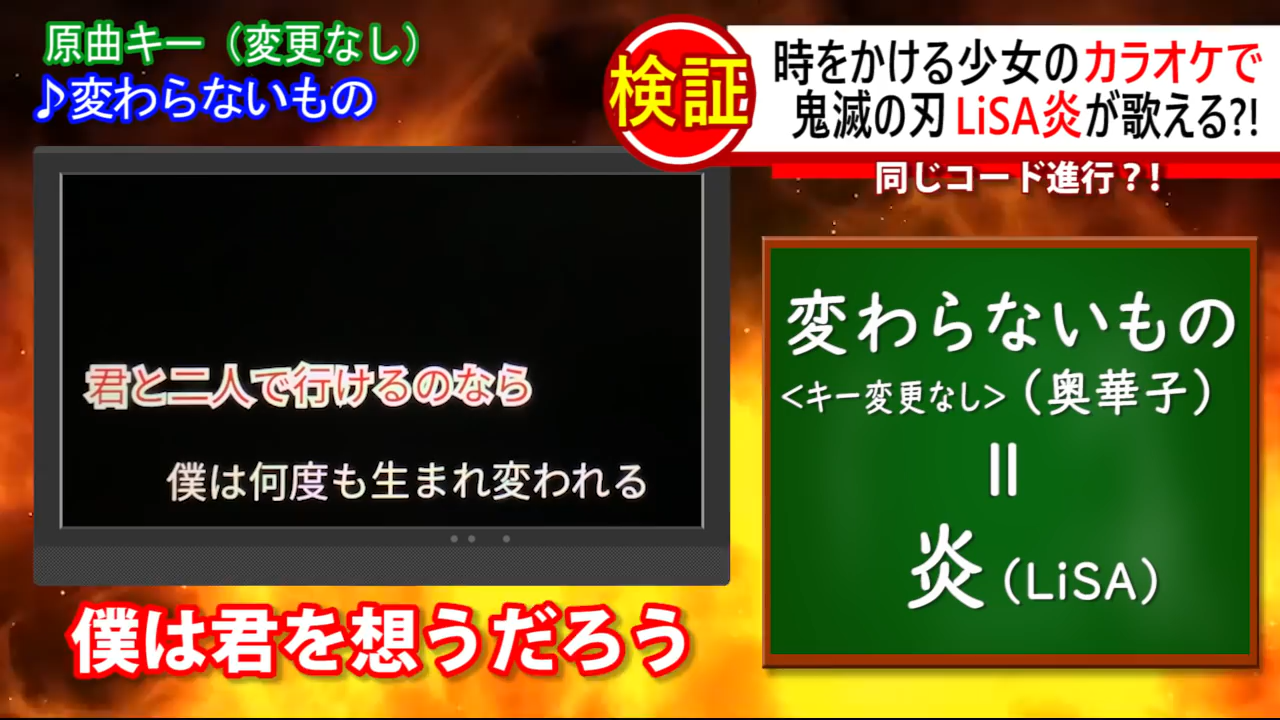 原曲キー（変更なし）
♪変わらないもの
検証
時をかける少女のカラオケで
鬼滅の刃 LiSA炎が歌える?!
同じコード進行？！
君と二人で行けるのなら
僕は何度も生まれ変われる
僕は君を想うだろう
変わらないもの
<キー変更なし>（奥華子）
＝
炎（LiSA）